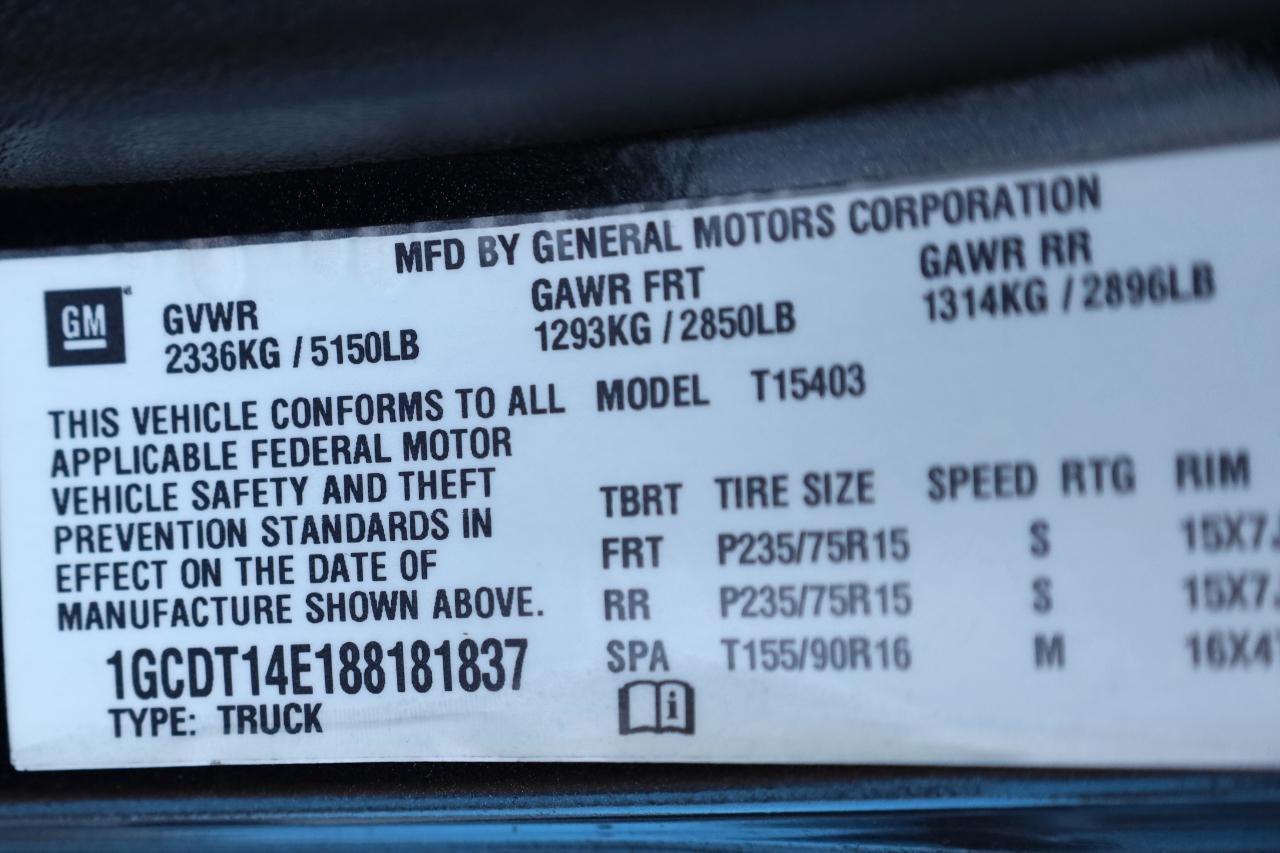 MFD BY GENERAL MOTORS CORPORATION
GM
GVWR GAWR FRT GAWR RR
2336KG / 5150LB 1293KG / 2850LB 1314KG / 2896LB
THIS VEHICLE CONFORMS TO ALL
APPLICABLE FEDERAL MOTOR
VEHICLE SAFETY AND THEFT
PREVENTION STANDARDS IN
EFFECT ON THE DATE OF
MANUFACTURE SHOWN ABOVE.
1GCDT14E188181837
TYPE: TRUCK
MODEL T15403
TBRT TIRE SIZE SPEED RTG RIM
FRT P235/75R15 S 15X7
RR P235/75R15 S 15X7
SPA T155/90R16 M 16X4
i